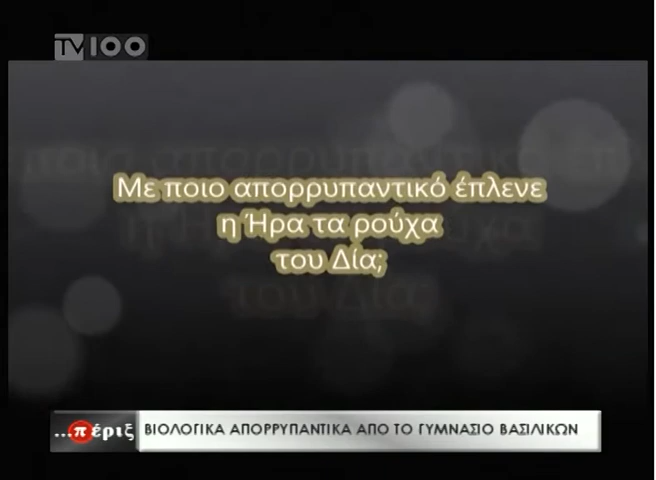 TV100
Με ποιο απορρυπαντικό έπλενε
η Ήρα τα ρούχα
του Δία;
...πέριξ
ΒΙΟΛΟΓΙΚΑ ΑΠΟΡΡΥΠΑΝΤΙΚΑ ΑΠΟ ΤΟ ΓΥΜΝΑΣΙΟ ΒΑΣΙΛΙΚΩΝ